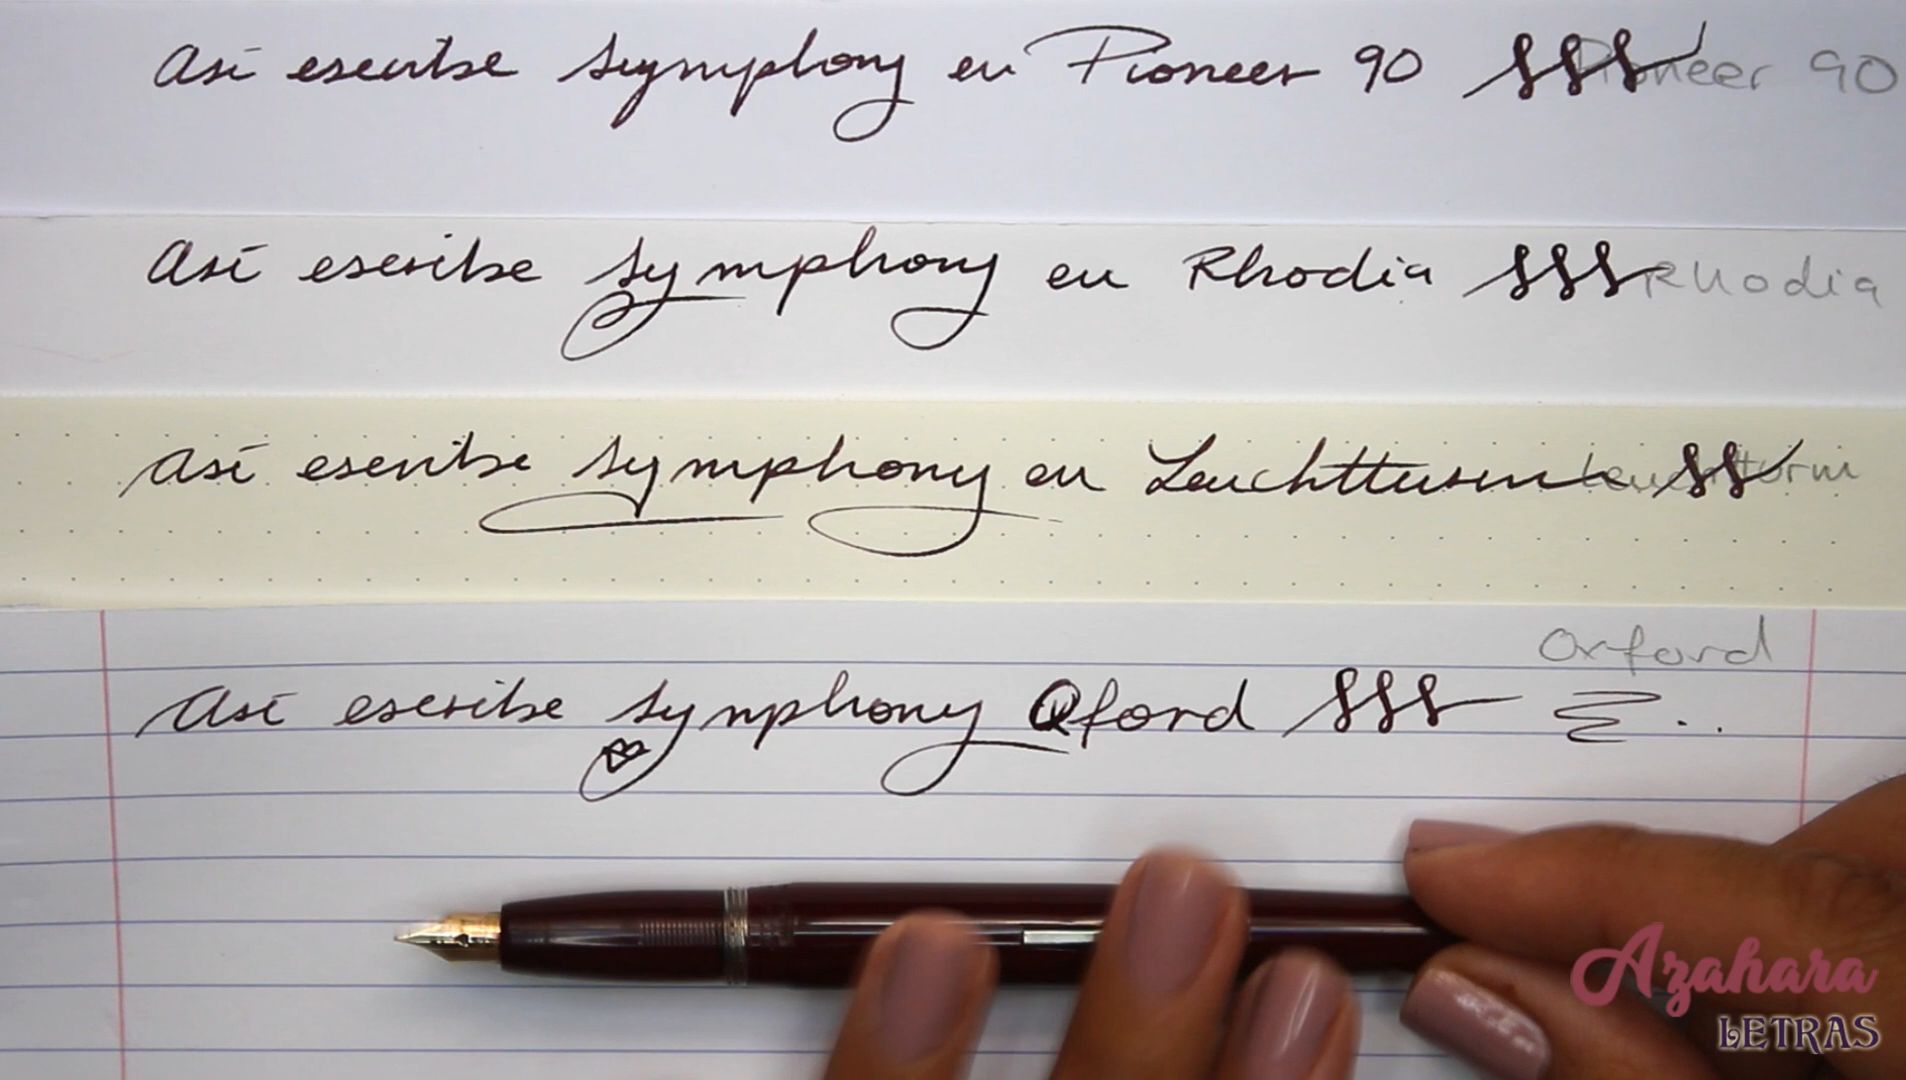 así escribe Symphony en Pioneer 90 SSS Pioneer 90
así escribe Symphony en Rhodia SSS Rhodia
así escribe Symphony en Leuchtturm SS Leuchtturm
Oxford
así escribe Symphony Oxford SSS
Azahara
LETRAS